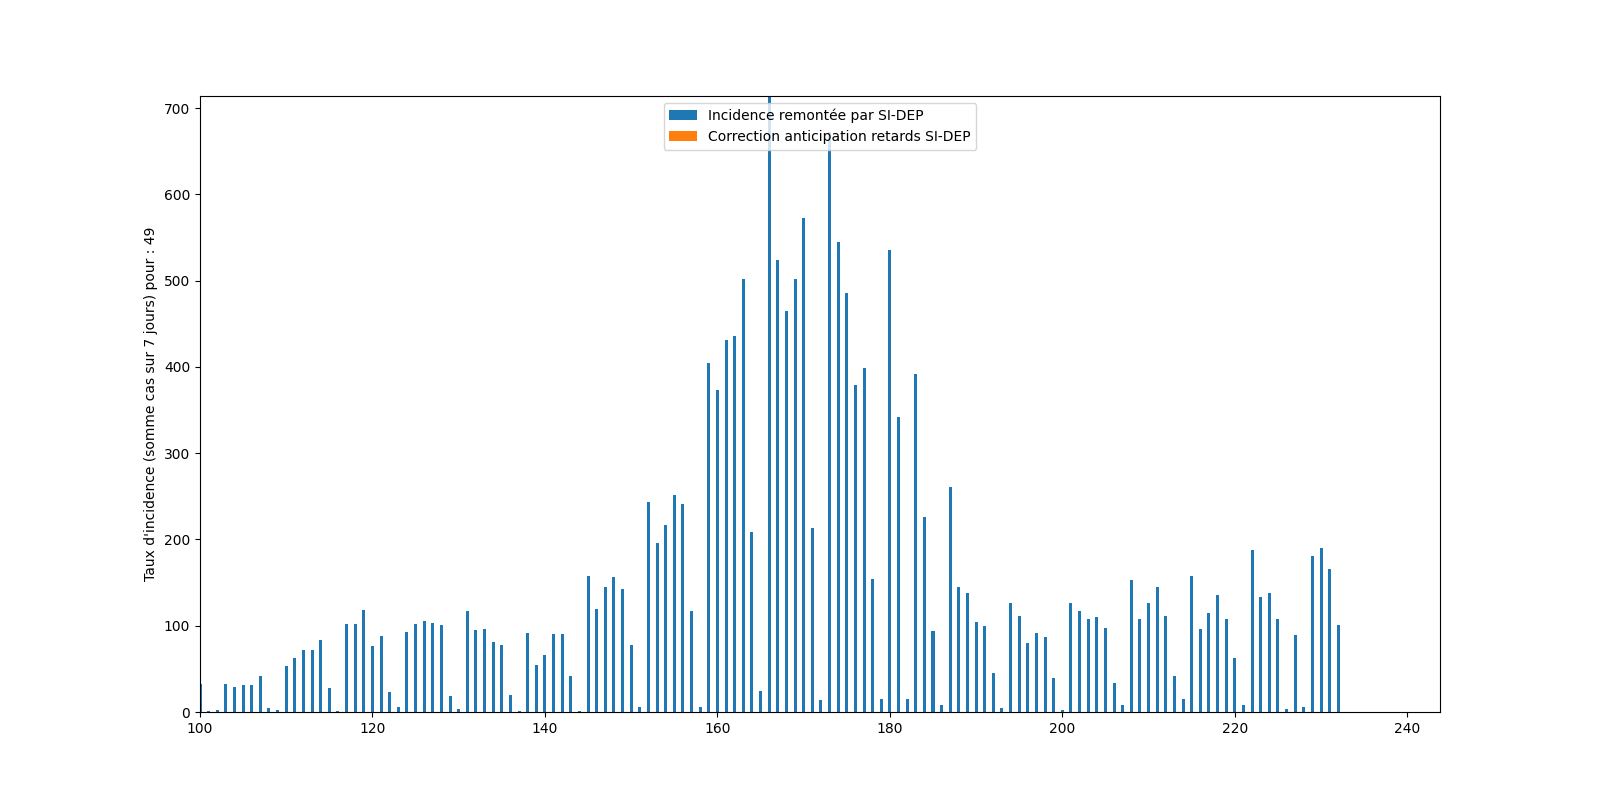 Incidence remontée par SI-DEP
Correction anticipation retards SI-DEP
Taux d'incidence (somme cas sur 7 jours) pour : 49
700
600
500
400
300
200
100
0
100 120 140 160 180 200 220 240